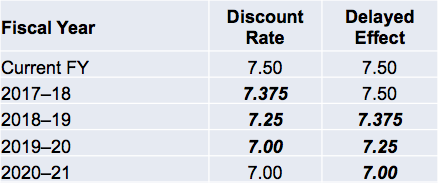 Fiscal Year Discount Rate Delayed Effect
Current FY 7.50 7.50
2017–18 7.375 7.50
2018–19 7.25 7.375
2019–20 7.00 7.25
2020–21 7.00 7.00